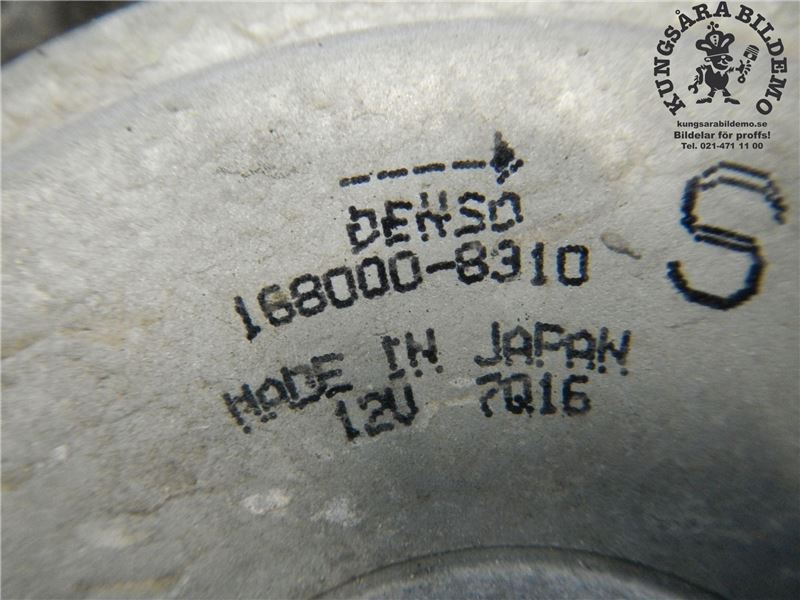 KUNGSÅRA BILDEMO
kungsarabildemo.se
Bildelar för proffs!
Tel. 021-471 11 00
DENSO
168000-8310
S
MADE IN JAPAN
12V 7Q16